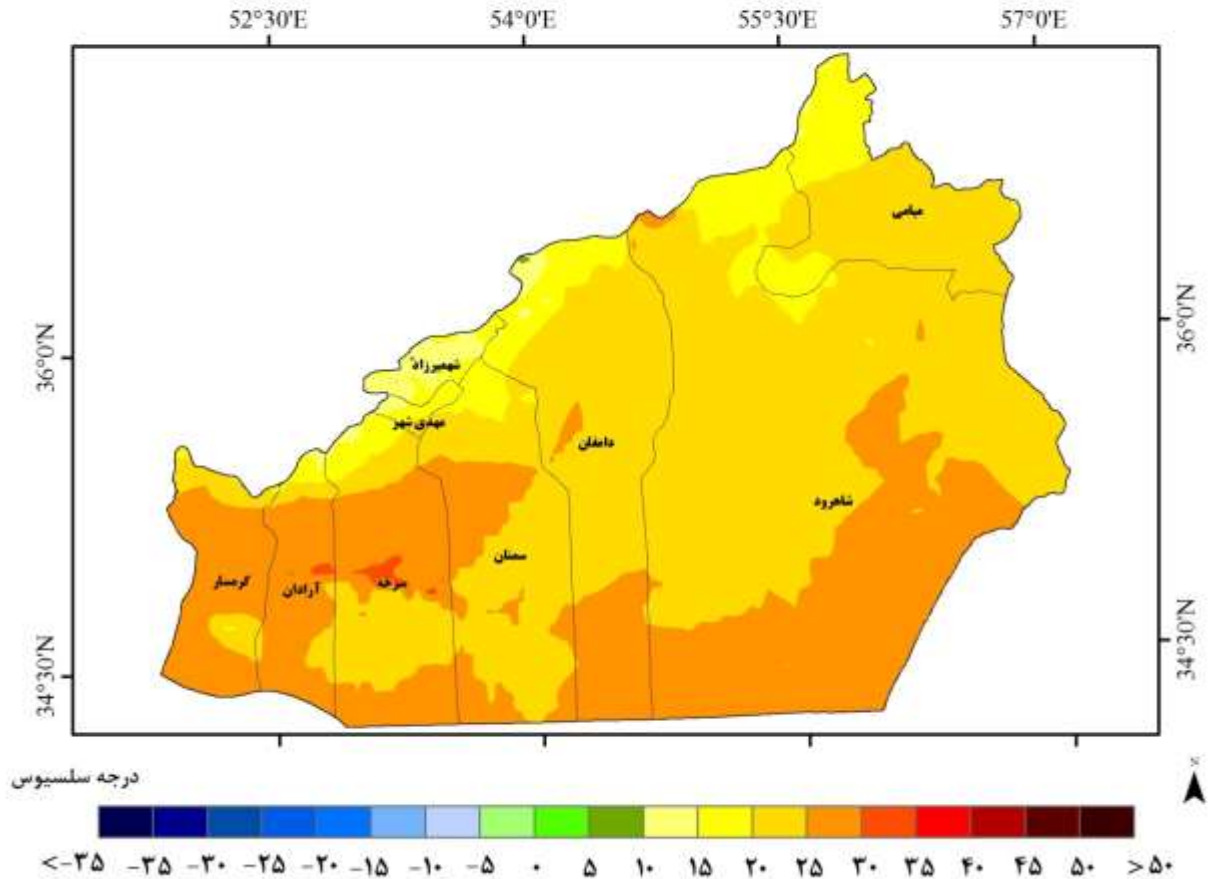 52°30'E 54°0'E 55°30'E 57°0'E
میامی
36°0'N
36°0'N
شهمیرزاد
مهدی شهر
دامغان
شاهرود
سمنان
سرخه
آرادان
گرمسار
34°30'N
34°30'N
درجه سلسیوس
N
<-۳۵ -۳۵ -۳۰ -۲۵ -۲۰ -۱۵ -۱۰ -۵ ۰ ۵ ۱۰ ۱۵ ۲۰ ۲۵ ۳۰ ۳۵ ۴۰ ۴۵ ۵۰ >۵۰